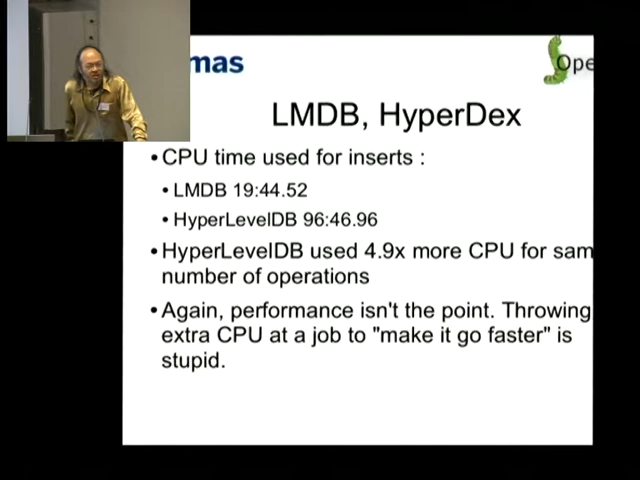 mas
Ope
LMDB, HyperDex
• CPU time used for inserts :
• LMDB 19:44.52
• HyperLevelDB 96:46.96
• HyperLevelDB used 4.9x more CPU for sam
number of operations
• Again, performance isn't the point. Throwing
extra CPU at a job to "make it go faster" is
stupid.